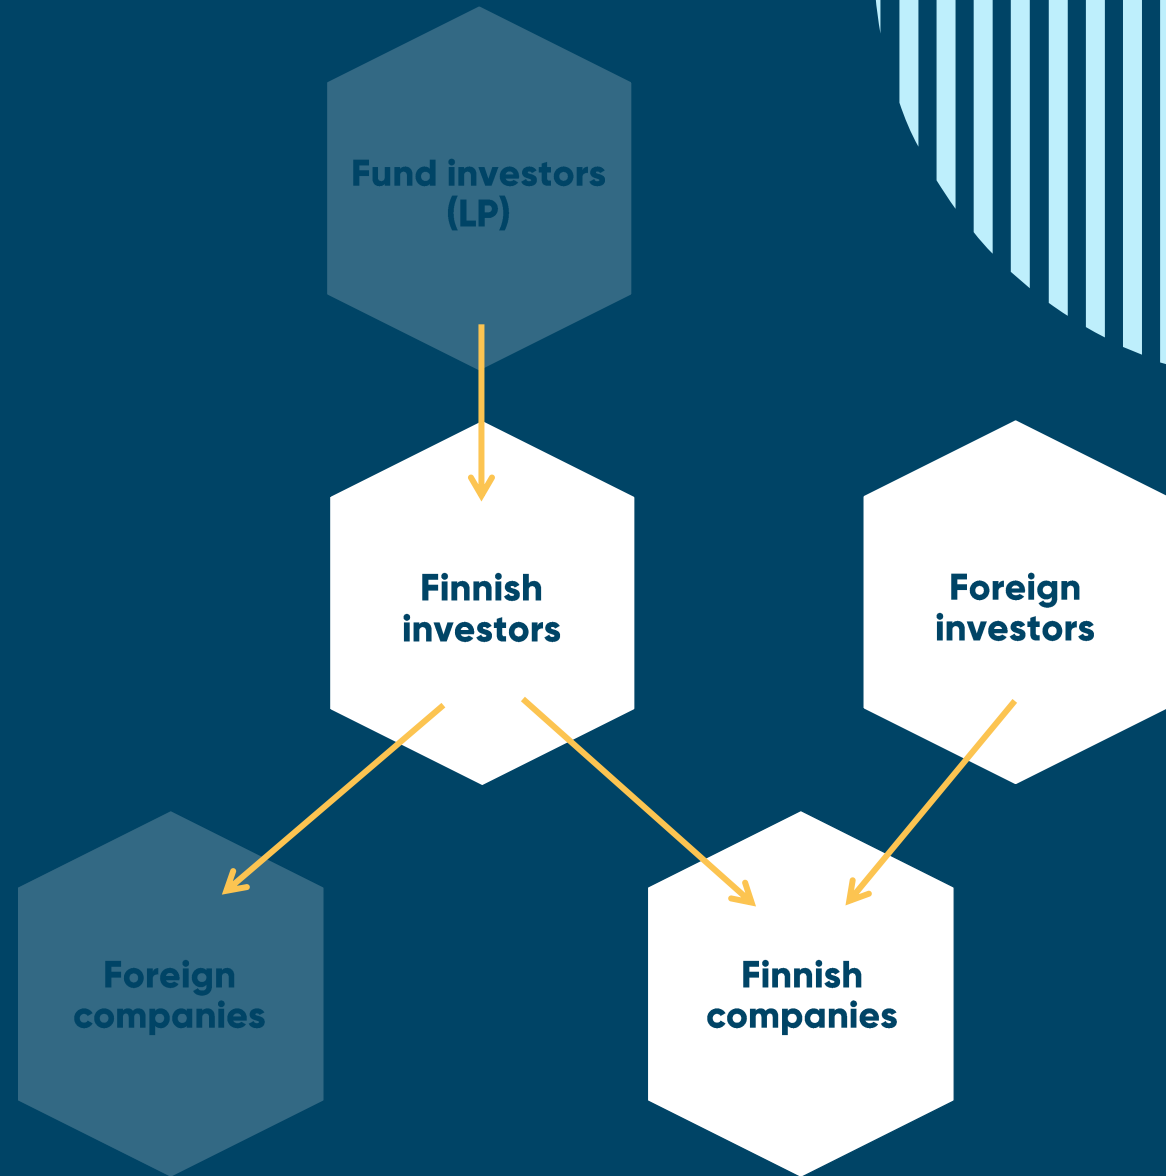 Fund investors
(LP)
Finnish
investors
Foreign
investors
Foreign
companies
Finnish
companies